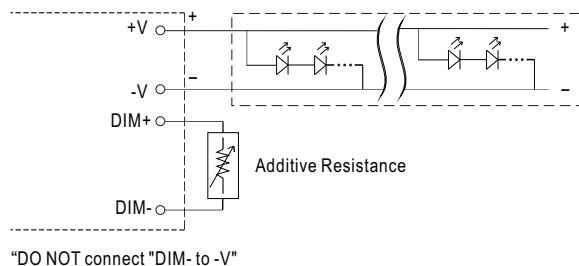 +V
+
+
-V
–
–
DIM+
Additive Resistance
DIM-
“DO NOT connect "DIM- to -V"